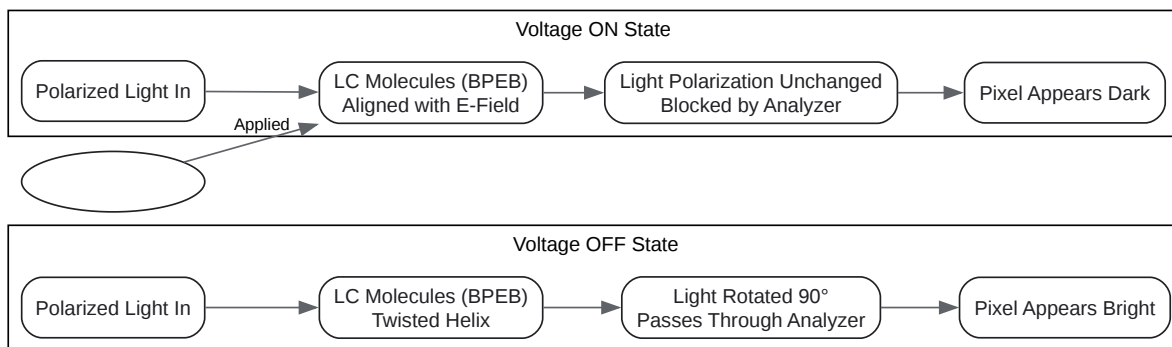 Voltage ON State
Polarized Light In
LC Molecules (BPEB)
Aligned with E-Field
Light Polarization Unchanged
Blocked by Analyzer
Pixel Appears Dark
Applied
Voltage OFF State
Polarized Light In
LC Molecules (BPEB)
Twisted Helix
Light Rotated 90°
Passes Through Analyzer
Pixel Appears Bright